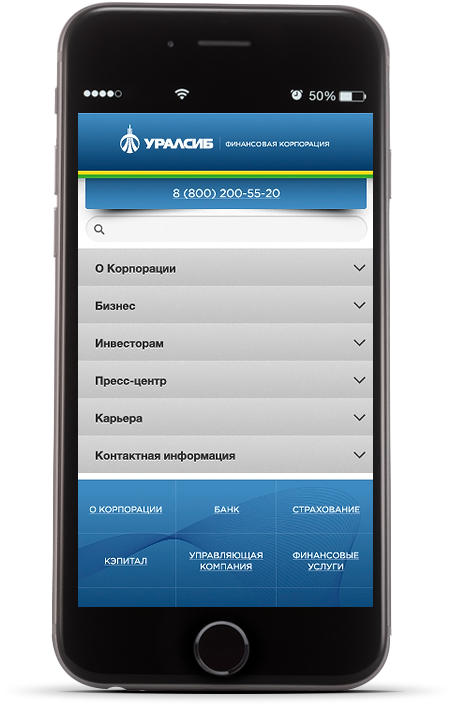 50%
УРАЛСИБ ФИНАНСОВАЯ КОРПОРАЦИЯ
8 (800) 200-55-20
О Корпорации
Бизнес
Инвесторам
Пресс-центр
Карьера
Контактная информация
О КОРПОРАЦИИ БАНК СТРАХОВАНИЕ
КЭПИТАЛ УПРАВЛЯЮЩАЯ КОМПАНИЯ ФИНАНСОВЫЕ УСЛУГИ